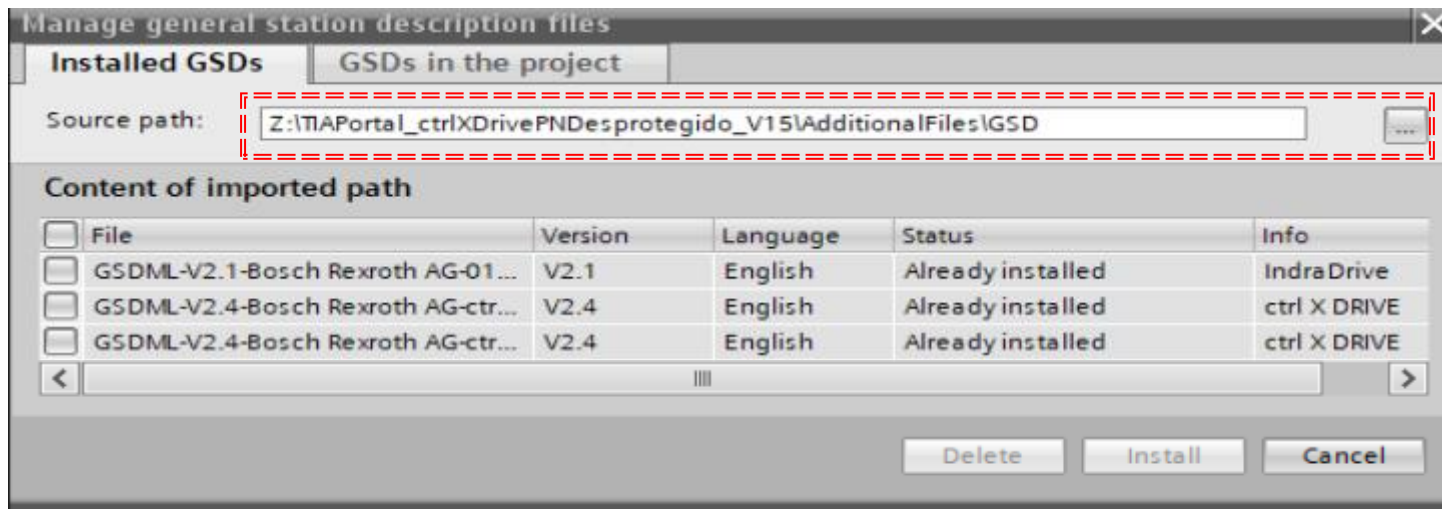 Manage general station description files
Installed GSDs GSDs in the project
Source path: Z:\TIAPortal_ctrlXDrivePNDesprotegido_V15\AdditionalFiles\GSD ...
Content of imported path
File Version Language Status Info
GSDML-V2.1-Bosch Rexroth AG-01... V2.1 English Already installed IndraDrive
GSDML-V2.4-Bosch Rexroth AG-ctr... V2.4 English Already installed ctrl X DRIVE
GSDML-V2.4-Bosch Rexroth AG-ctr... V2.4 English Already installed ctrl X DRIVE
Delete Install Cancel